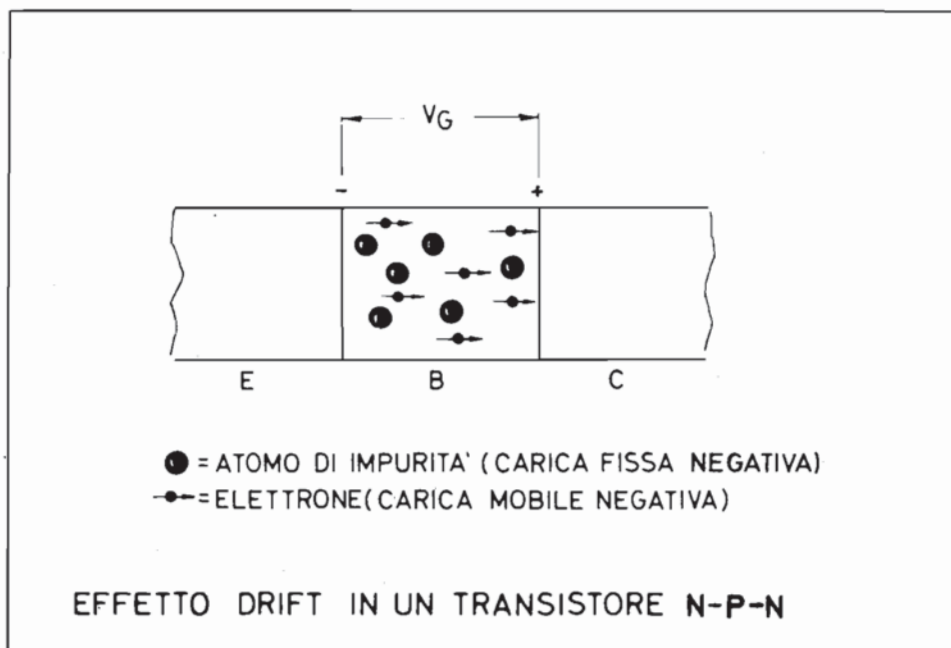 VG
- +
E B C
= ATOMO DI IMPURITA' (CARICA FISSA NEGATIVA)
= ELETTRONE (CARICA MOBILE NEGATIVA)
EFFETTO DRIFT IN UN TRANSISTORE N-P-N